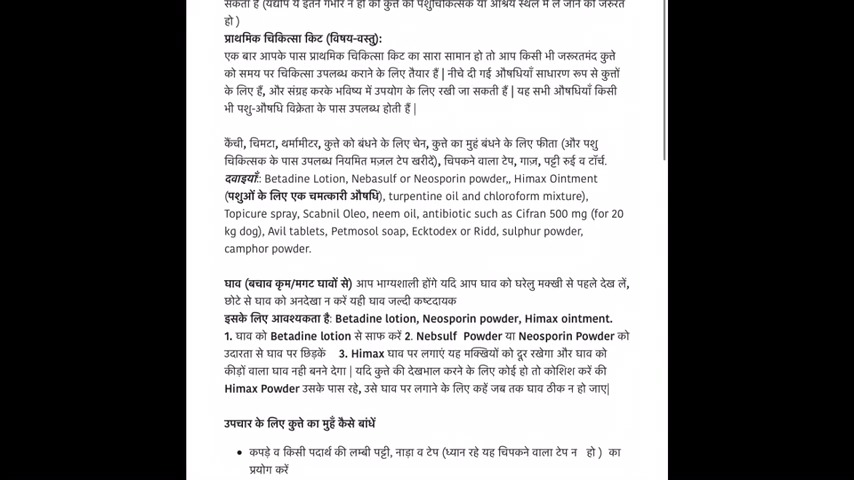 सकता है (यद्यपि ये इतने गंभीर न हो की कुत्ते को पशुचिकित्सक या आश्रय स्थल में ले जाने की जरुरत
हो )
प्राथमिक चिकित्सा किट (विषय-वस्तु):
एक बार आपके पास प्राथमिक चिकित्सा किट का सारा सामान हो तो आप किसी भी जरूरतमंद कुत्ते
को समय पर चिकित्सा उपलब्ध कराने के लिए तैयार हैं | नीचे दी गई औषधियाँ साधारण रूप से कुत्तों
के लिए हैं, और संग्रह करके भविष्य में उपयोग के लिए रखी जा सकती हैं | यह सभी औषधियाँ किसी
भी पशु-औषधि विक्रेता के पास उपलब्ध होती हैं |
कैंची, चिमटा, थर्मामीटर, कुत्ते को बंधने के लिए चेन, कुत्ते का मुहं बंधने के लिए फीता (और पशु
चिकित्सक के पास उपलब्ध नियमित मज़ल टेप खरीदें), चिपकने वाला टेप, गाज़, पट्टी रुई व टॉर्च.
दवाइयाँ:: Betadine Lotion, Nebasulf or Neosporin powder,, Himax Ointment
(पशुओं के लिए एक चमत्कारी औषधि), turpentine oil and chloroform mixture),
Topicure spray, Scabnil Oleo, neem oil, antibiotic such as Cifran 500 mg (for 20
kg dog), Avil tablets, Petmosol soap, Ecktodex or Ridd, sulphur powder,
camphor powder.
घाव (बचाव कृम/मगट घावों से) आप भाग्यशाली होंगे यदि आप घाव को घरेलु मक्खी से पहले देख लें,
छोटे से घाव को अनदेखा न करें यही घाव जल्दी कष्टदायक
इसके लिए आवश्यकता है: Betadine lotion, Neosporin powder, Himax ointment.
1. घाव को Betadine lotion से साफ करें 2. Nebsulf Powder या Neosporin Powder को
उदारता से घाव पर छिड़कें 3. Himax घाव पर लगाएं यह मक्खियों को दूर रखेगा और घाव को
कीड़ों वाला घाव नही बनने देगा | यदि कुत्ते की देखभाल करने के लिए कोई हो तो कोशिश करें की
Himax Powder उसके पास रहे, उसे घाव पर लगाने के लिए कहें जब तक घाव ठीक न हो जाए|
उपचार के लिए कुत्ते का मुहँ कैसे बांधें
• कपड़े व किसी पदार्थ की लम्बी पट्टी, नाड़ा व टेप (ध्यान रहे यह चिपकने वाला टेप न हो ) का
प्रयोग करें